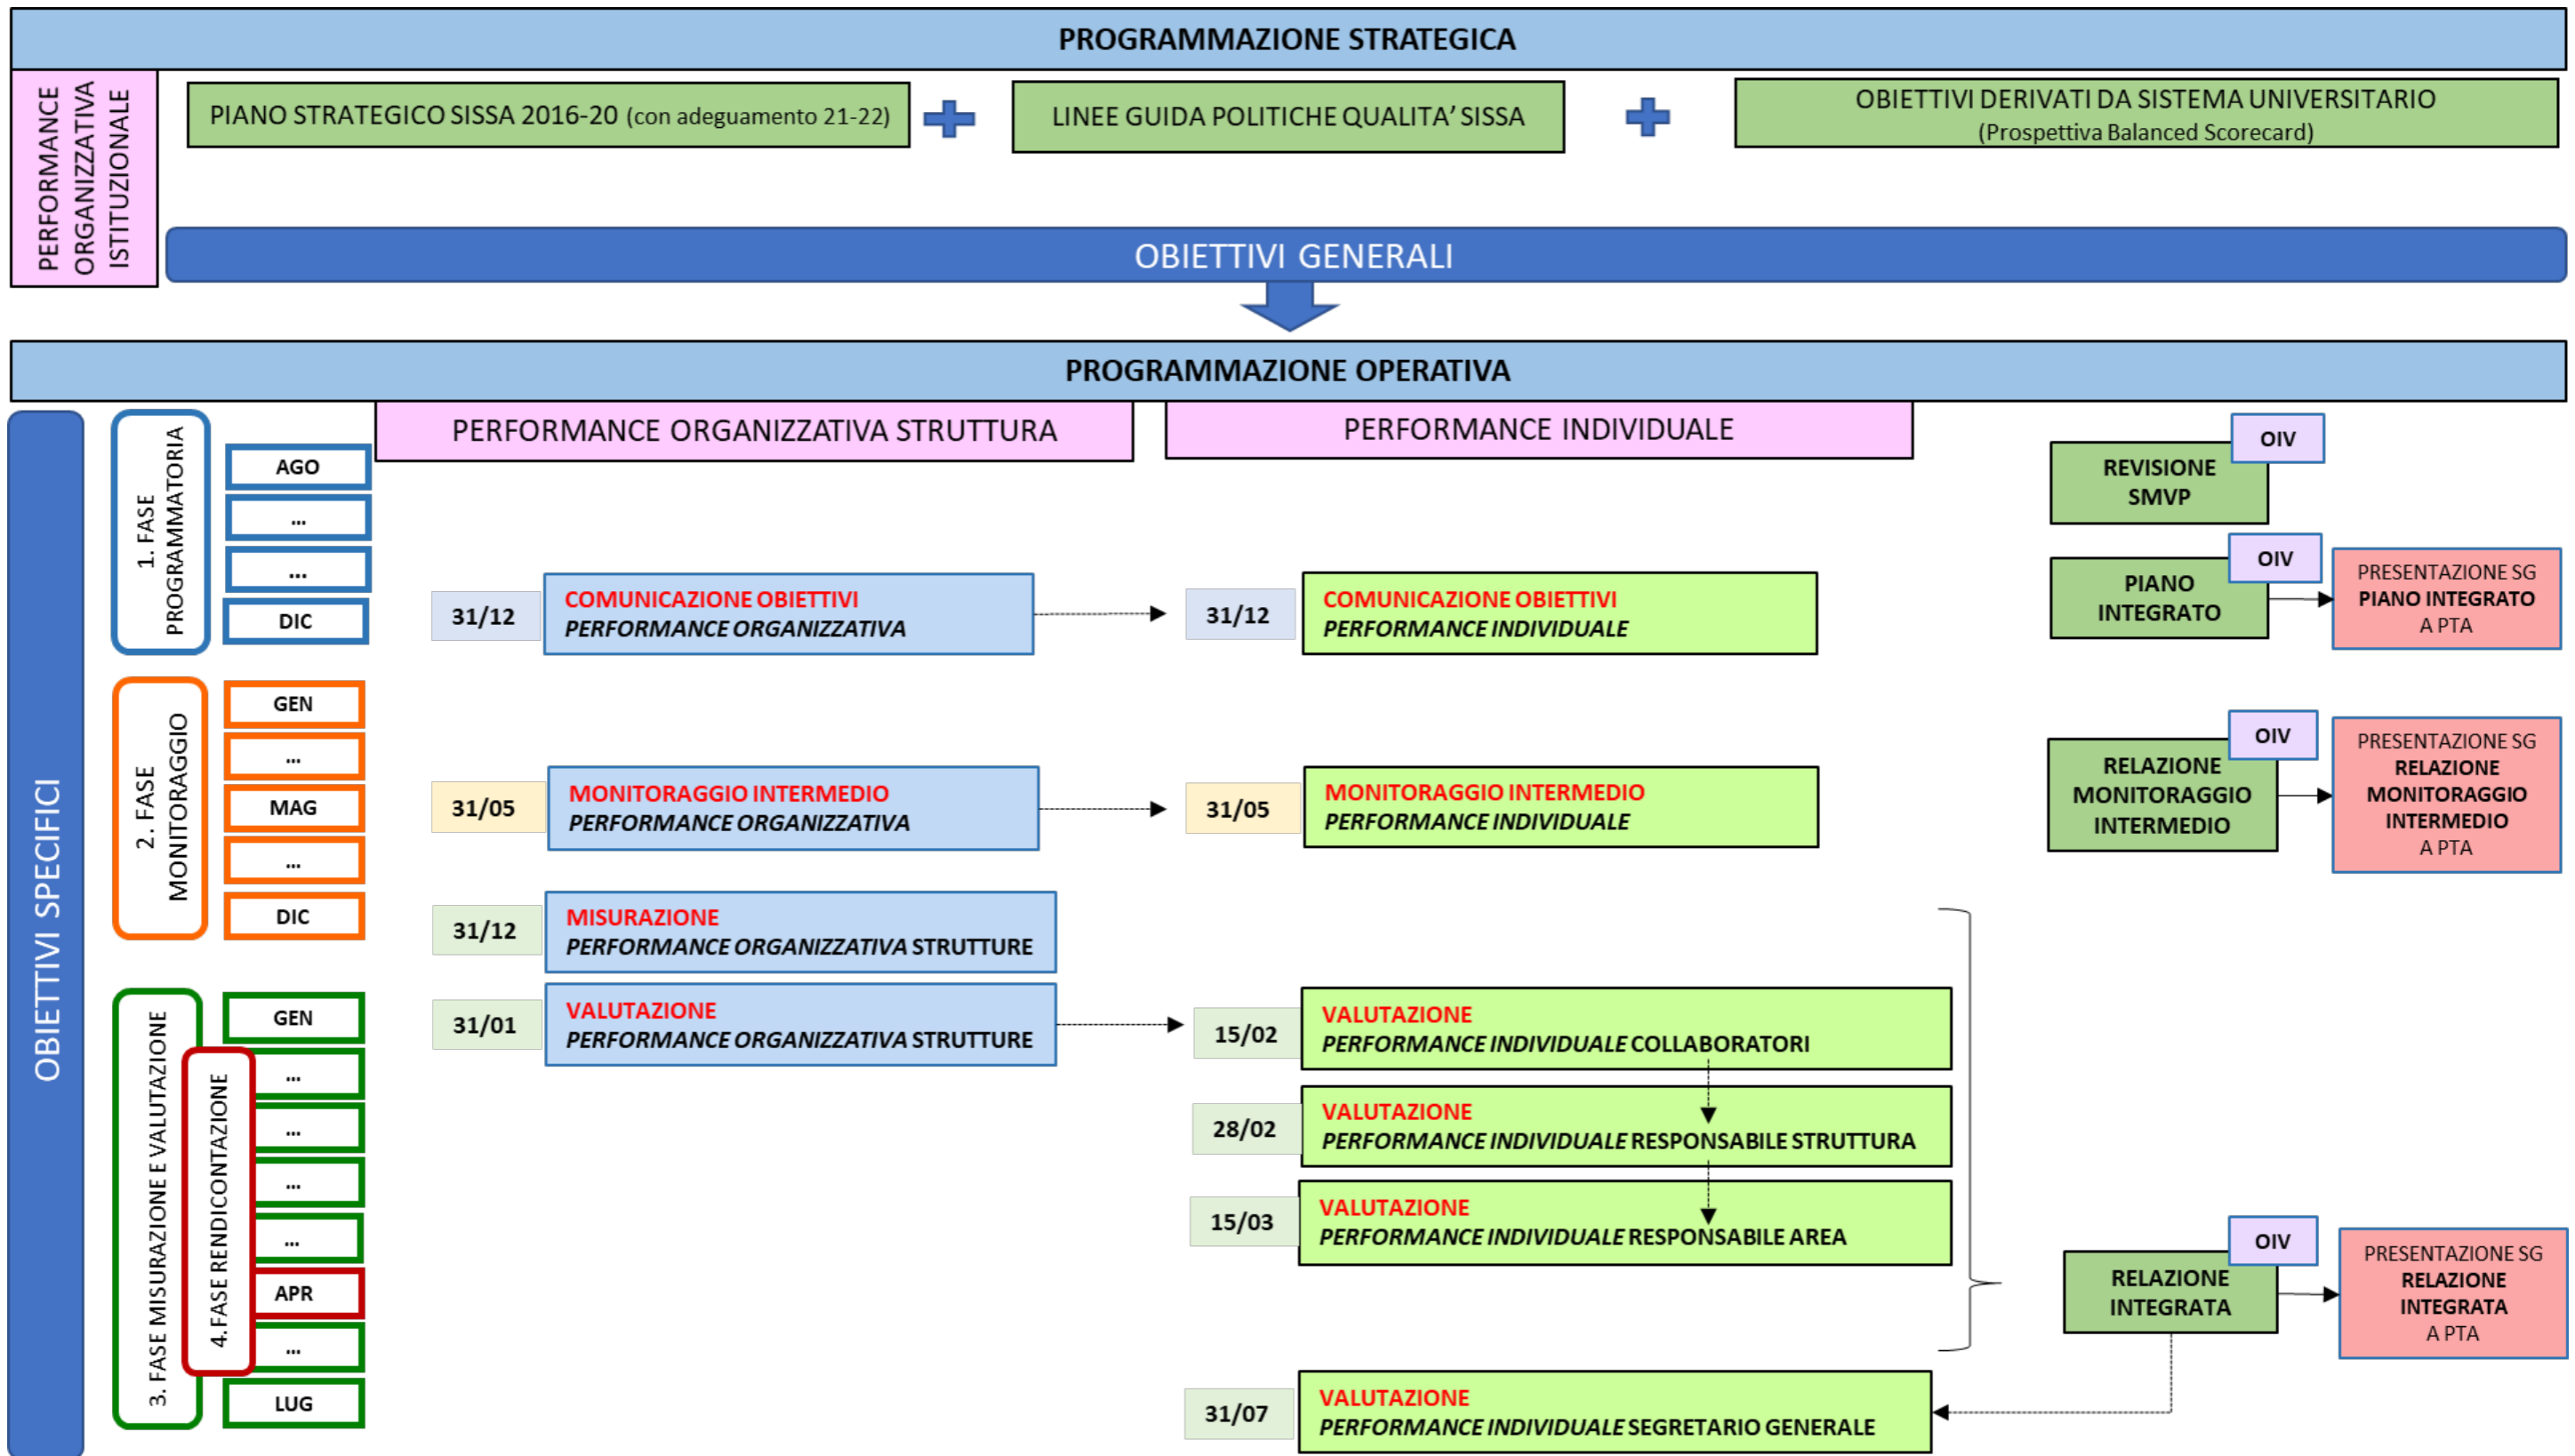 PROGRAMMAZIONE STRATEGICA
PERFORMANCE
ORGANIZZATIVA
ISTITUZIONALE
PIANO STRATEGICO SISSA 2016-20 (con adeguamento 21-22)
LINEE GUIDA POLITICHE QUALITA’ SISSA
OBIETTIVI DERIVATI DA SISTEMA UNIVERSITARIO
(Prospettiva Balanced Scorecard)
OBIETTIVI GENERALI
PROGRAMMAZIONE OPERATIVA
OBIETTIVI SPECIFICI
PERFORMANCE ORGANIZZATIVA STRUTTURA
PERFORMANCE INDIVIDUALE
1. FASE
PROGRAMMATORIA
AGO
...
...
DIC
OIV
REVISIONE
SMVP
31/12
COMUNICAZIONE OBIETTIVI
PERFORMANCE ORGANIZZATIVA
31/12
COMUNICAZIONE OBIETTIVI
PERFORMANCE INDIVIDUALE
OIV
PIANO
INTEGRATO
PRESENTAZIONE SG
PIANO INTEGRATO
A PTA
2. FASE
MONITORAGGIO
GEN
...
MAG
...
DIC
31/05
MONITORAGGIO INTERMEDIO
PERFORMANCE ORGANIZZATIVA
31/05
MONITORAGGIO INTERMEDIO
PERFORMANCE INDIVIDUALE
OIV
RELAZIONE
MONITORAGGIO
INTERMEDIO
PRESENTAZIONE SG
RELAZIONE
MONITORAGGIO
INTERMEDIO
A PTA
31/12
MISURAZIONE
PERFORMANCE ORGANIZZATIVA STRUTTURE
3. FASE MISURAZIONE E VALUTAZIONE
4.FASE RENDICONTAZIONE
GEN
...
...
...
...
APR
...
LUG
31/01
VALUTAZIONE
PERFORMANCE ORGANIZZATIVA STRUTTURE
15/02
VALUTAZIONE
PERFORMANCE INDIVIDUALE COLLABORATORI
28/02
VALUTAZIONE
PERFORMANCE INDIVIDUALE RESPONSABILE STRUTTURA
15/03
VALUTAZIONE
PERFORMANCE INDIVIDUALE RESPONSABILE AREA
OIV
RELAZIONE
INTEGRATA
PRESENTAZIONE SG
RELAZIONE
INTEGRATA
A PTA
31/07
VALUTAZIONE
PERFORMANCE INDIVIDUALE SEGRETARIO GENERALE